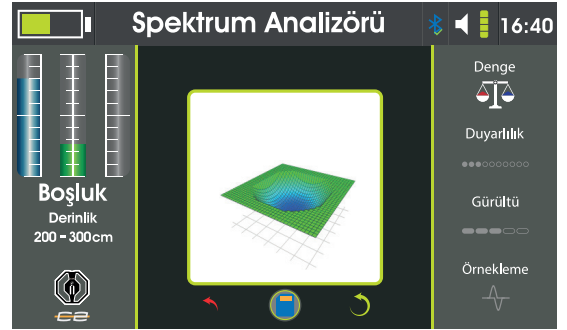 Spektrum Analizörü
16:40
Boşluk
Derinlik
200 - 300cm
Denge
Duyarlılık
Gürültü
Örnekleme